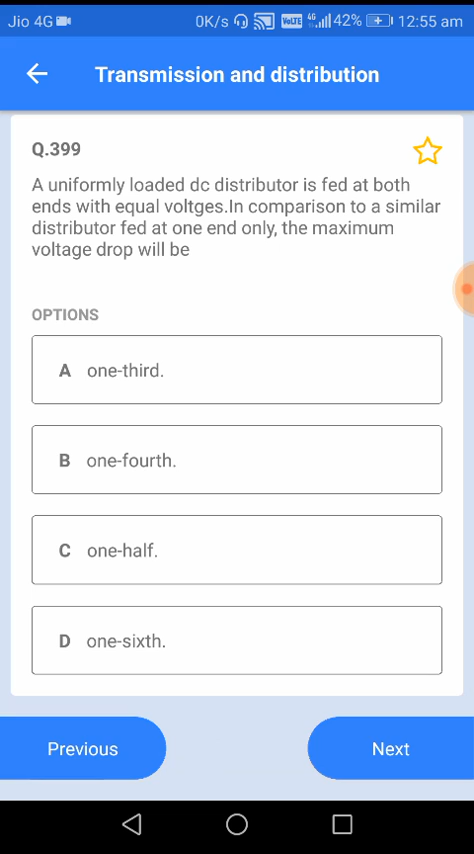 Jio 4G 0K/s VoLTE 4G 42% 12:55 am
Transmission and distribution
Q.399
A uniformly loaded dc distributor is fed at both
ends with equal voltges.In comparison to a similar
distributor fed at one end only, the maximum
voltage drop will be
OPTIONS
A one-third.
B one-fourth.
C one-half.
D one-sixth.
Previous Next